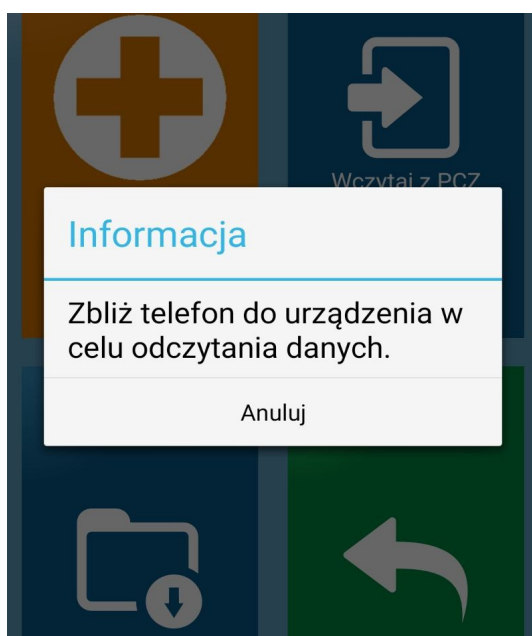 Wczytaj z PCZ
Informacja
Zbliż telefon do urządzenia w
celu odczytania danych.
Anuluj